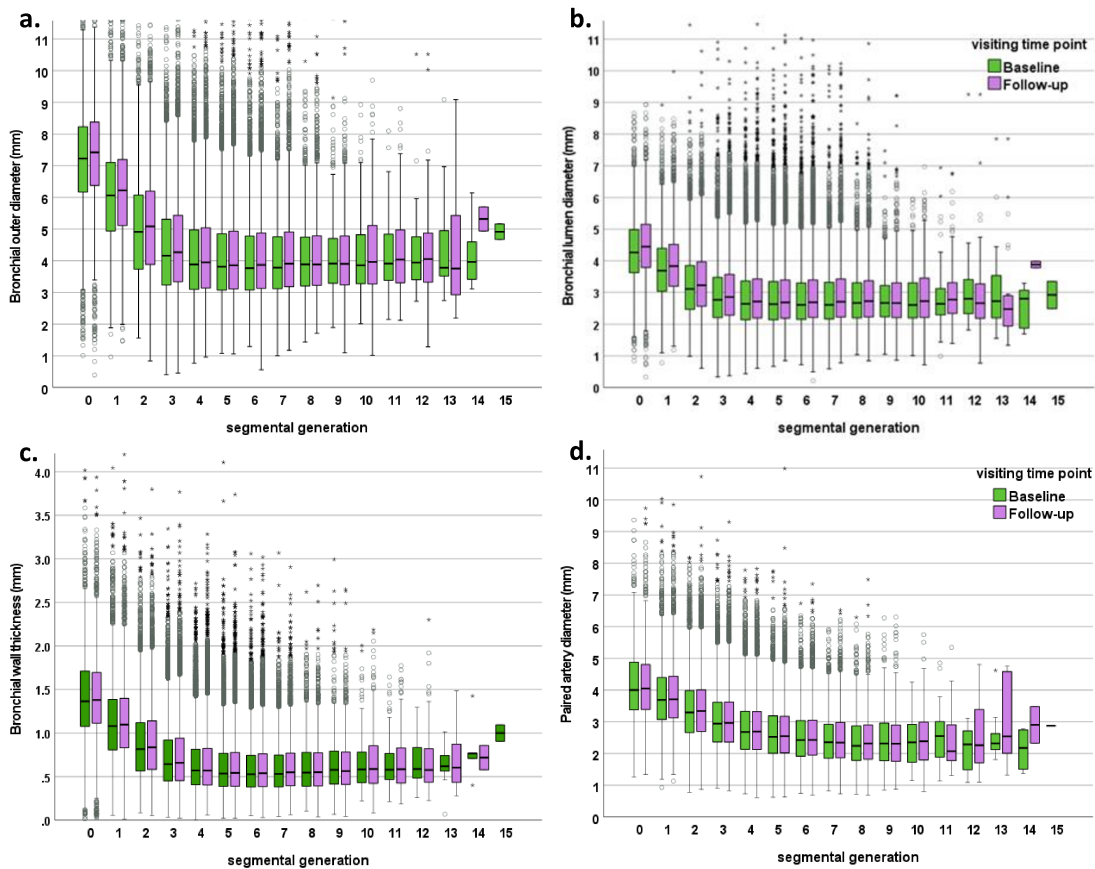 a.
Bronchial outer diameter (mm)
11
10
9
8
7
6
5
4
3
2
1
0
0 1 2 3 4 5 6 7 8 9 10 11 12 13 14 15
segmental generation
b.
visiting time point
Baseline
Follow-up
Bronchial lumen diameter (mm)
11
10
9
8
7
6
5
4
3
2
1
0
0 1 2 3 4 5 6 7 8 9 10 11 12 13 14 15
segmental generation
c.
Bronchial wall thickness (mm)
4.0
3.5
3.0
2.5
2.0
1.5
1.0
.5
.0
0 1 2 3 4 5 6 7 8 9 10 11 12 13 14 15
segmental generation
d.
visiting time point
Baseline
Follow-up
Paired artery diameter (mm)
11
10
9
8
7
6
5
4
3
2
1
0
0 1 2 3 4 5 6 7 8 9 10 11 12 13 14 15
segmental generation